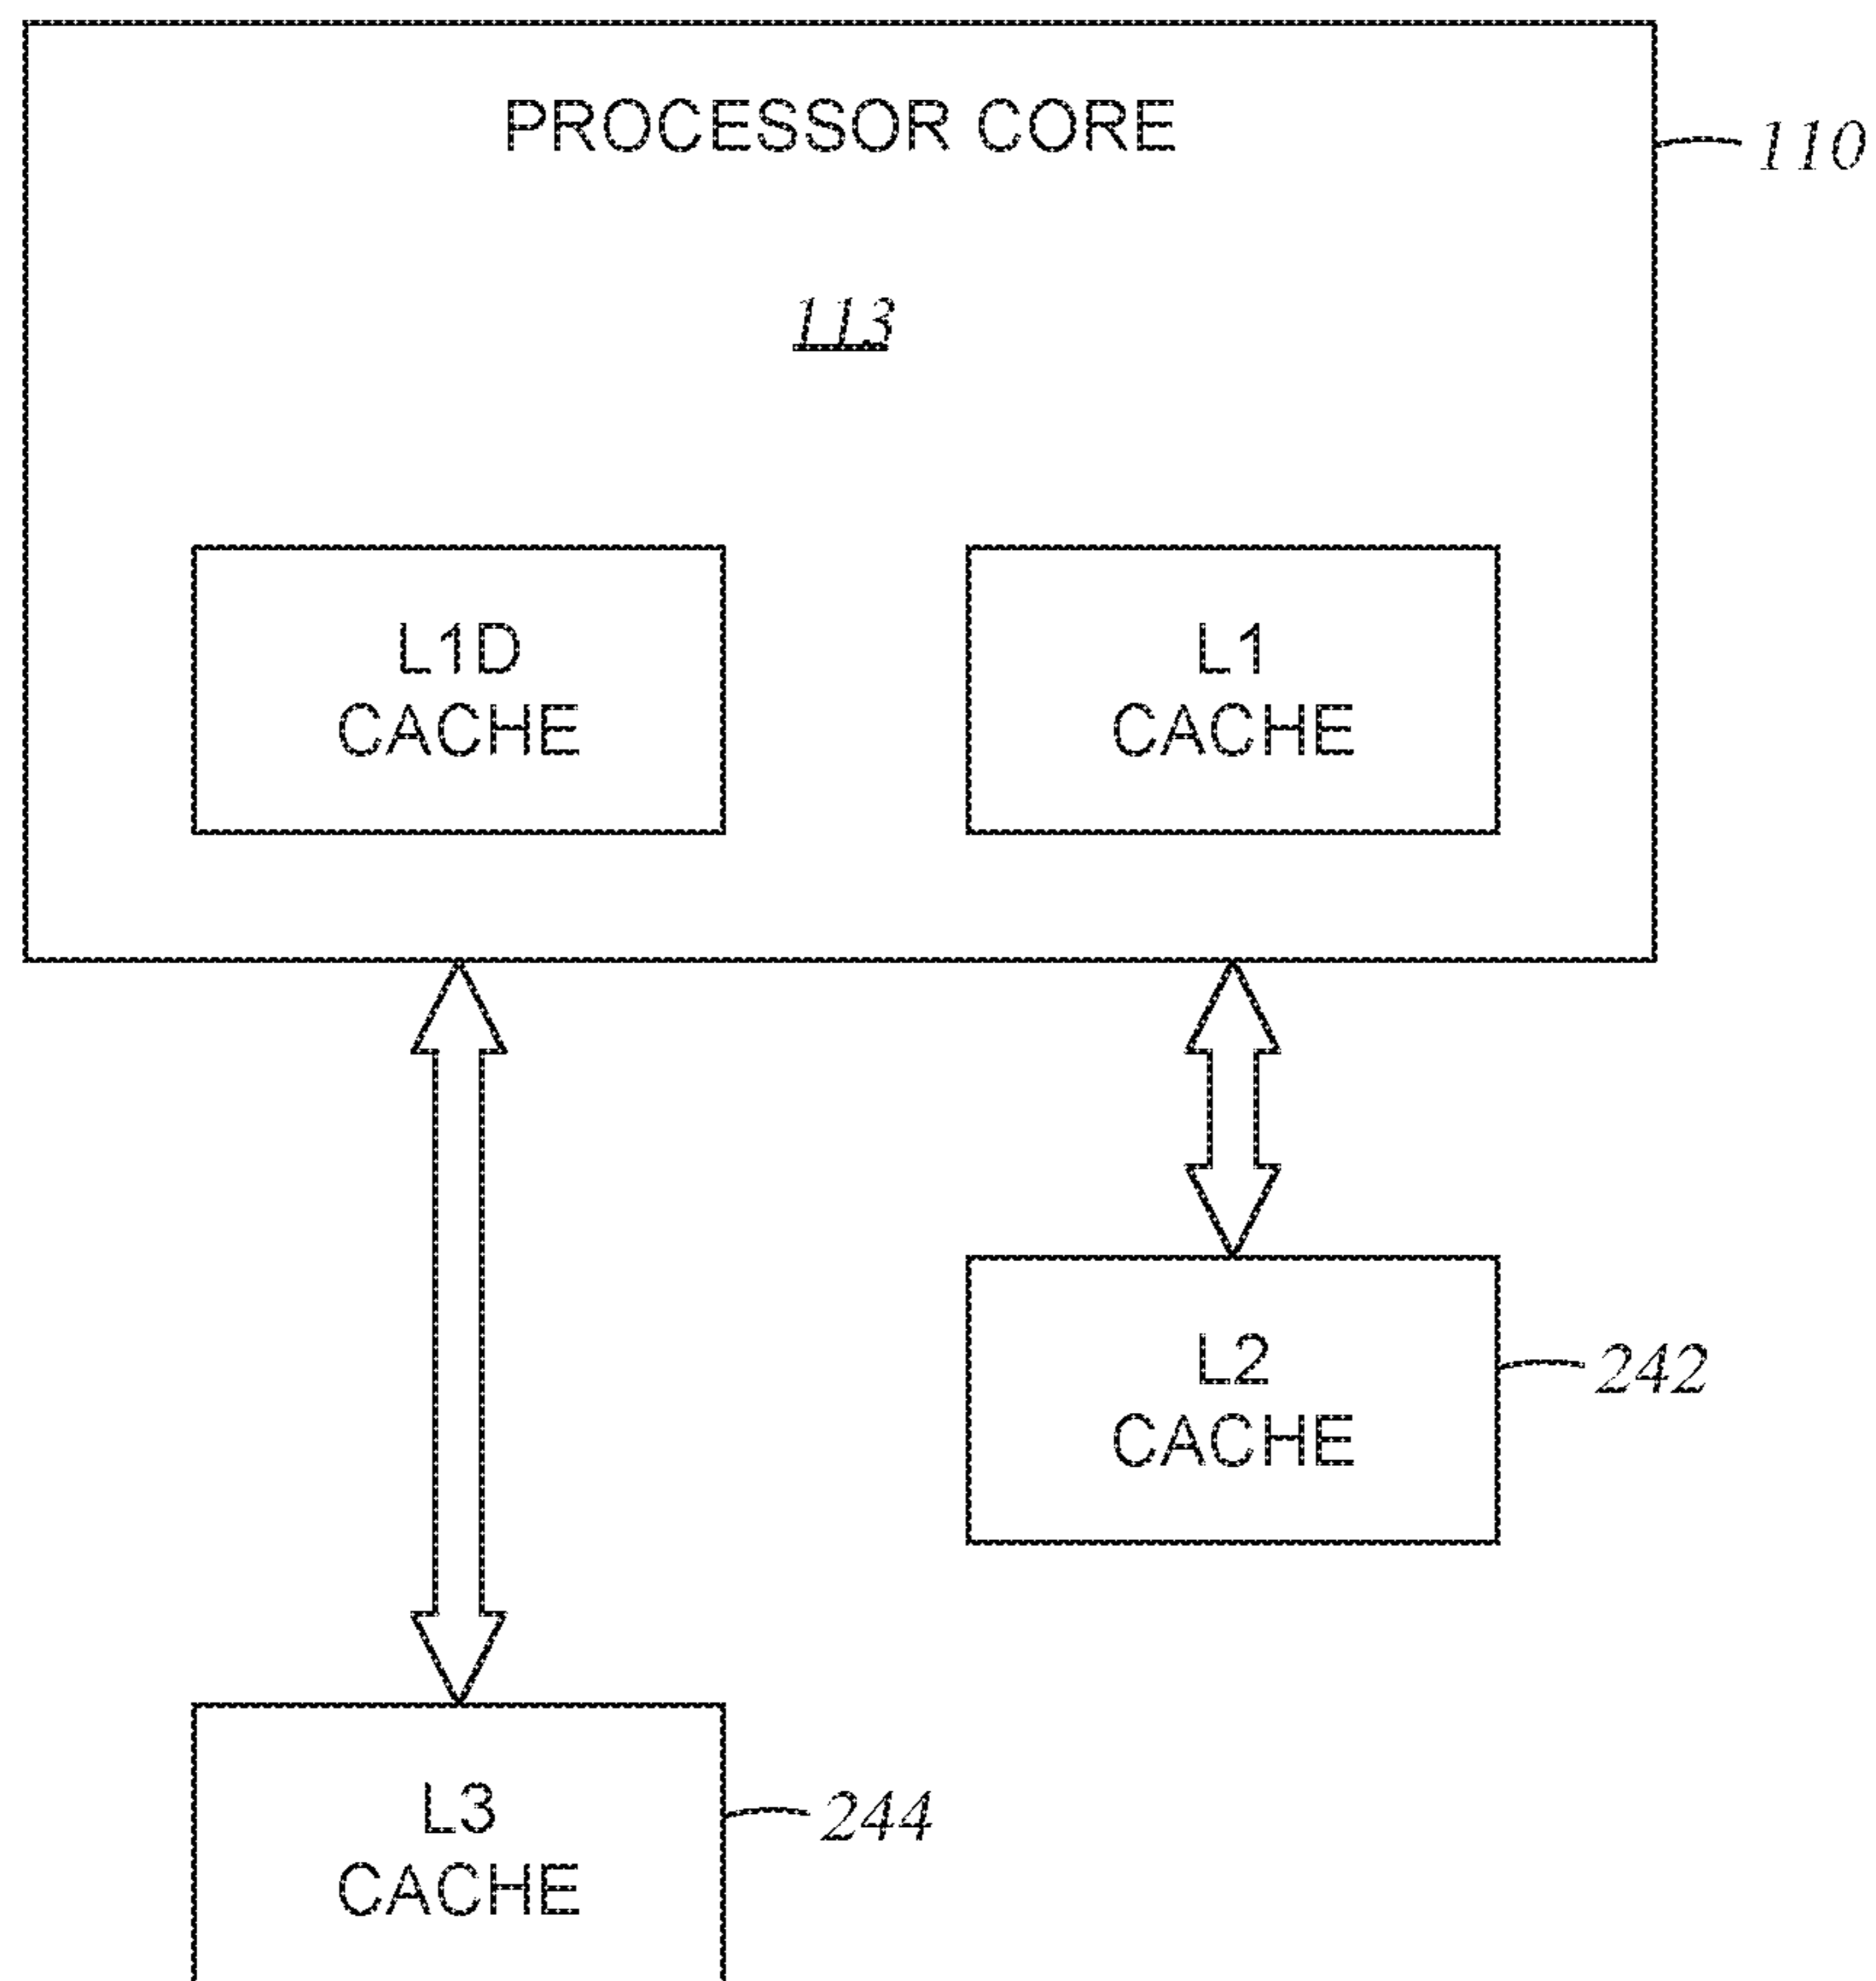 PROCESSOR CORE
110
113
L1D
CACHE
L1
CACHE
L2
CACHE
242
L3
CACHE
244